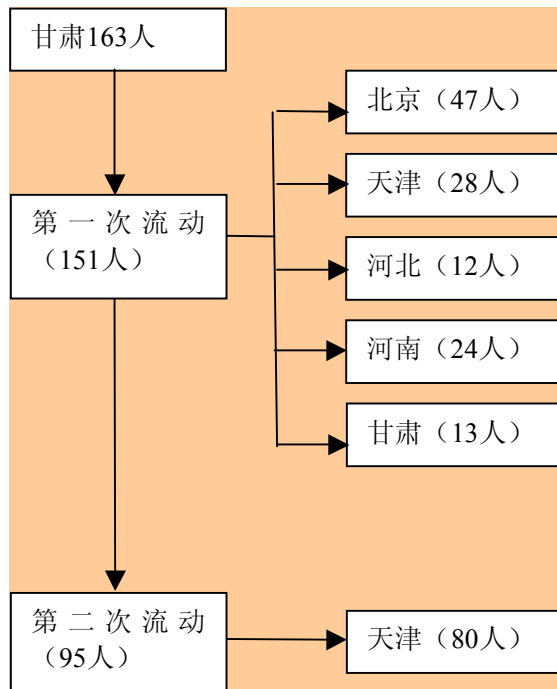 甘肃163人
北京（47人）
天津（28人）
第一次流动
（151人）
河北（12人）
河南（24人）
甘肃（13人）
第二次流动
（95人）
天津（80人）